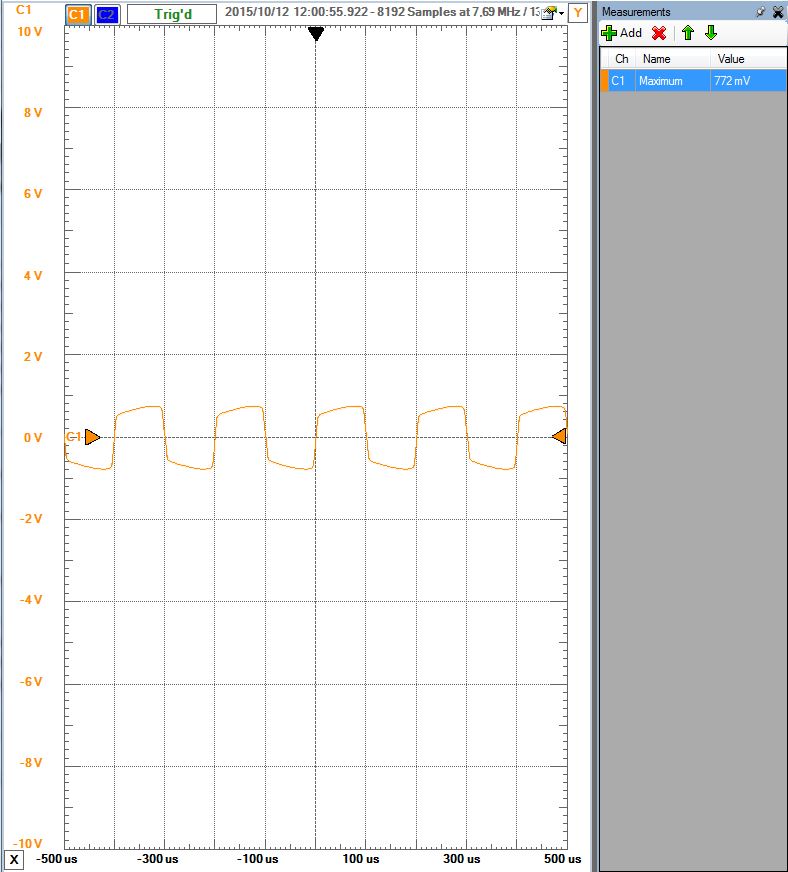 C1
C1 C2 Trig'd 2015/10/12 12:00:55.922 - 8192 Samples at 7,69 MHz / Y
10 V
8 V
6 V
4 V
2 V
C1
0 V
-2 V
-4 V
-6 V
-8 V
-10 V
X -500 us -300 us -100 us 100 us 300 us 500 us
Measurements
Add
Ch Name Value
C1 Maximum 772 mV